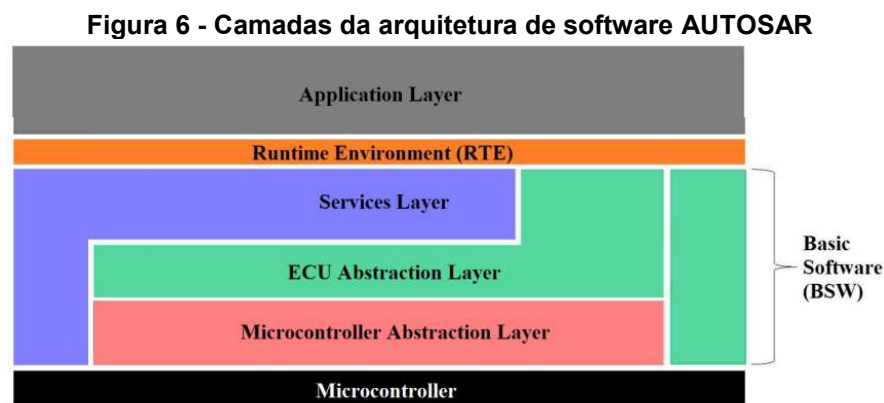 Figura 6 - Camadas da arquitetura de software AUTOSAR
Application Layer
Runtime Environment (RTE)
Services Layer
ECU Abstraction Layer
Microcontroller Abstraction Layer
Microcontroller
Basic
Software
(BSW)